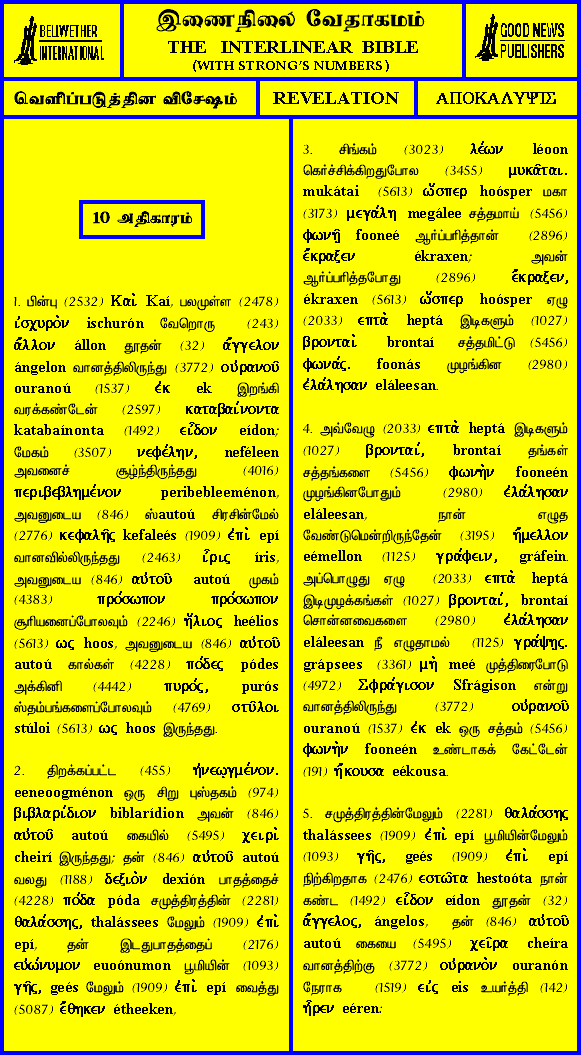 BELLWETHER
INTERNATIONAL
இணைநிலை வேதாகமம்
THE INTERLINEAR BIBLE
(WITH STRONG'S NUMBERS)
GOOD NEWS
PUBLISHERS
வெளிப்படுத்தின விசேஷம்
REVELATION
ΑΠΟΚΑΛΥΨΙΣ
10 அதிகாரம்
1. பின்பு (2532) Καὶ Kaí, பலமுள்ள (2478)
ἰσχυρὸν ischurón வேறொரு (243)
ἄλλον állon தூதன் (32) ἄγγελον
ángelon வானத்திலிருந்து (3772) οὐρανοῦ
ouranoú (1537) ἐκ ek இறங்கி
வரக்கண்டேன் (2597) καταβαίνοντα
katabaínonta (1492) εἶδον eídon;
மேகம் (3507) νεφέλην, neféleen
அவனைச் சூழ்ந்திருந்தது (4016)
περιβεβλημένον peribebleeménon,
அவனுடைய (846) ஸ்autoú சிரசின்மேல்
(2776) κεφαλῆς kefaleés (1909) ἐπὶ epí
வானவில்லிருந்தது (2463) ἶρις íris,
அவனுடைய (846) αὐτοῦ autoú முகம்
(4383) πρόσωπον πρόσωπον
சூரியனைப்போலவும் (2246) ἥλιος heélios
(5613) ως hoos, அவனுடைய (846) αὐτοῦ
autoú கால்கள் (4228) πόδες pódes
அக்கினி (4442) πυρός, purós
ஸ்தம்பங்களைப்போலவும் (4769) στῦλοι
stúloi (5613) ως hoos இருந்தது.
2. திறக்கப்பட்ட (455) ἠνεῳγμένον.
eeneoogménon ஒரு சிறு புஸ்தகம் (974)
βιβλαρίδιον biblarídion அவன் (846)
αὐτοῦ autoú கையில் (5495) χειρὶ
cheirí இருந்தது; தன் (846) αὐτοῦ autoú
வலது (1188) δεξιὸν dexión பாதத்தைச்
(4228) πόδα póda சமுத்திரத்தின் (2281)
θαλάσσης, thalássees மேலும் (1909) ἐπὶ
epí, தன் இடதுபாதத்தைப் (2176)
εὐώνυμον euoónumon பூமியின் (1093)
γῆς, geés மேலும் (1909) ἐπὶ epí வைத்து
(5087) ἔθηκεν étheeken,
3. சிங்கம் (3023) λέων léoon
கெர்ச்சிக்கிறதுபோல (3455) μυκᾶται.
mukátai (5613) ὥσπερ hoósper மகா
(3173) μεγάλῃ megálee சத்தமாய் (5456)
φωνῇ fooneé ஆர்ப்பரித்தான் (2896)
ἔκραξεν ékraxen; அவன்
ஆர்ப்பரித்தபோது (2896) ἔκραξεν,
ékraxen (5613) ὥσπερ hoósper ஏழு
(2033) επτὰ heptá இடிகளும் (1027)
βρονταὶ brontaí சத்தமிட்டு (5456)
φωνάς. foonás முழங்கின (2980)
ἐλάλησαν eláleesan.
4. அவ்வேழு (2033) επτὰ heptá இடிகளும்
(1027) βρονταί, brontaí தங்கள்
சத்தங்களை (5456) φωνὴν fooneén
முழங்கினபோதும் (2980) ἐλάλησαν
eláleesan, நான் எழுத
வேண்டுமென்றிருந்தேன் (3195) ἤμελλον
eémellon (1125) γράφειν, gráfein.
அப்பொழுது ஏழு (2033) επτὰ heptá
இடிமுழக்கங்கள் (1027) βρονταί, brontaí
சொன்னவைகளை (2980) ἐλάλησαν
eláleesan நீ எழுதாமல் (1125) γράψῃς.
grápsees (3361) μὴ meé முத்திரைபோடு
(4972) Σφράγισον Sfrágison என்று
வானத்திலிருந்து (3772) οὐρανοῦ
ouranoú (1537) ἐκ ek ஒரு சத்தம் (5456)
φωνὴν fooneén உண்டாகக் கேட்டேன்
(191) ἤκουσα eékousa.
5. சமுத்திரத்தின்மேலும் (2281) θαλάσσης
thalássees (1909) ἐπὶ epí பூமியின்மேலும்
(1093) γῆς, geés (1909) ἐπὶ epí
நிற்கிறதாக (2476) εστῶτα hestoóta நான்
கண்ட (1492) εἶδον eídon தூதன் (32)
ἄγγελος, ángelos, தன் (846) αὐτοῦ
autoú கையை (5495) χεῖρα cheíra
வானத்திற்கு (3772) οὐρανὸν ouranón
நேராக (1519) εἰς eis உயர்த்தி (142)
ἦρεν eéren;